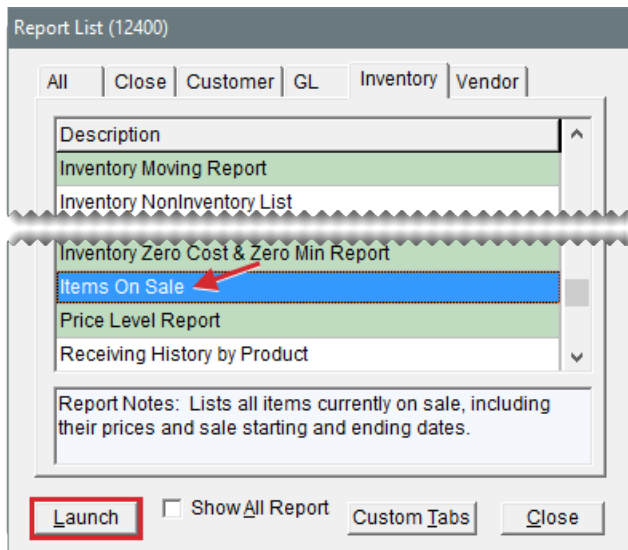 Report List (12400)
All Close Customer GL Inventory Vendor
Description
Inventory Moving Report
Inventory NonInventory List
Inventory Zero Cost & Zero Min Report
Items On Sale
Price Level Report
Receiving History by Product
Report Notes: Lists all items currently on sale, including
their prices and sale starting and ending dates.
Launch Show All Report Custom Tabs Close